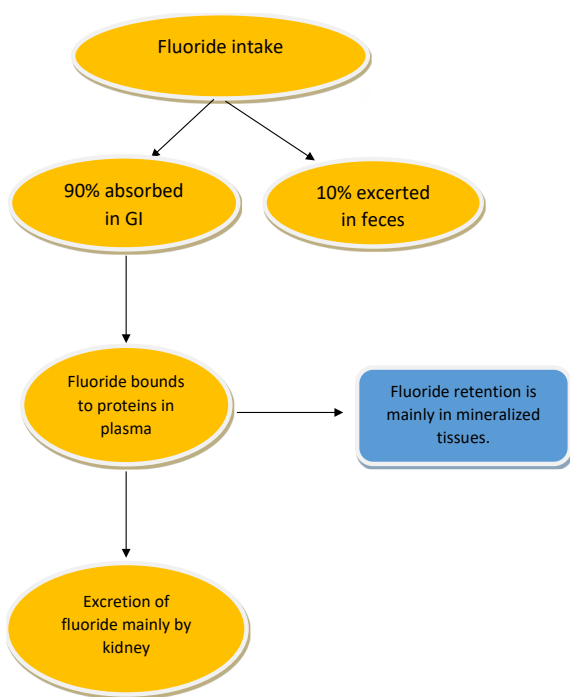 Fluoride intake
90% absorbed
in GI
10% excerted
in feces
Fluoride bounds
to proteins in
plasma
Fluoride retention is
mainly in mineralized
tissues.
Excretion of
fluoride mainly by
kidney